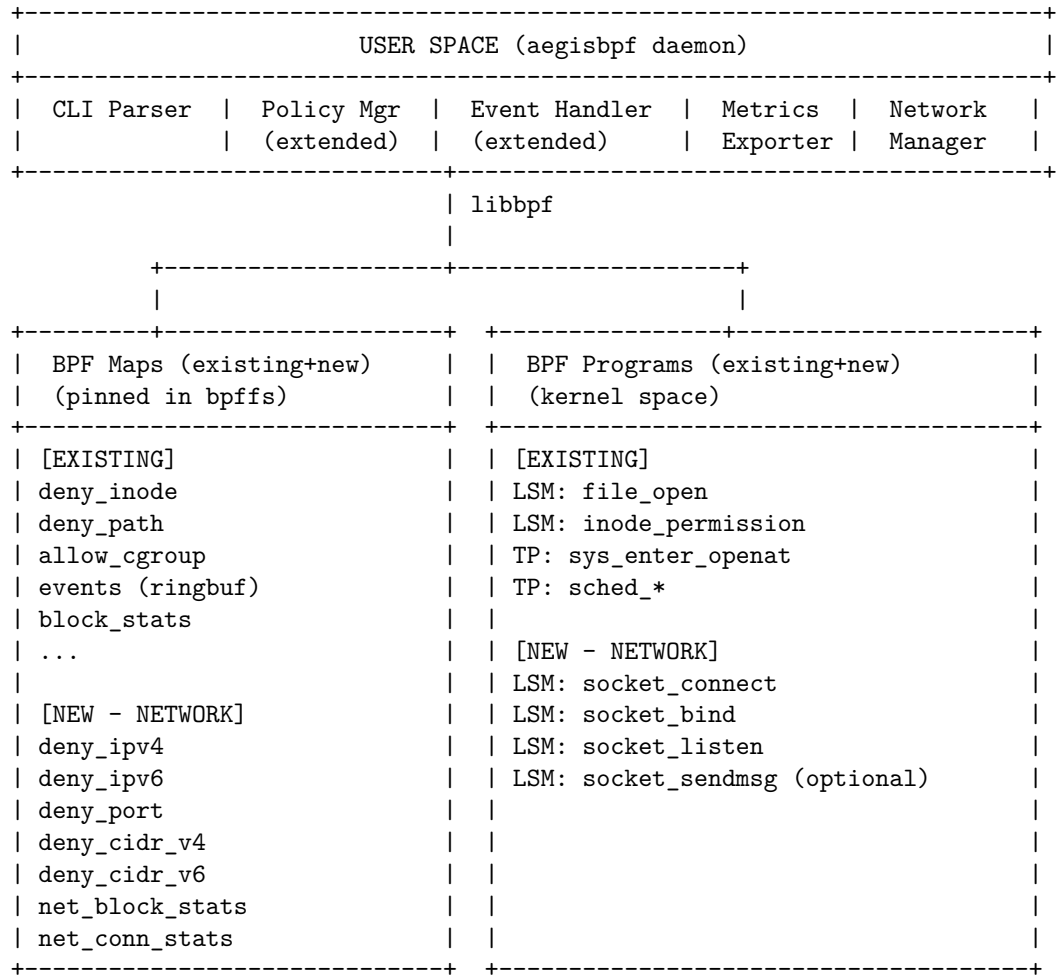 USER SPACE (aegisbpf daemon)
CLI Parser | Policy Mgr | Event Handler | Metrics | Network
| (extended) | (extended) | Exporter | Manager
| libbpf
BPF Maps (existing+new)
(pinned in bpffs)
[EXISTING]
deny_inode
deny_path
allow_cgroup
events (ringbuf)
block_stats
...
[NEW - NETWORK]
deny_ipv4
deny_ipv6
deny_port
deny_cidr_v4
deny_cidr_v6
net_block_stats
net_conn_stats
BPF Programs (existing+new)
(kernel space)
[EXISTING]
LSM: file_open
LSM: inode_permission
TP: sys_enter_openat
TP: sched_*
[NEW - NETWORK]
LSM: socket_connect
LSM: socket_bind
LSM: socket_listen
LSM: socket_sendmsg (optional)